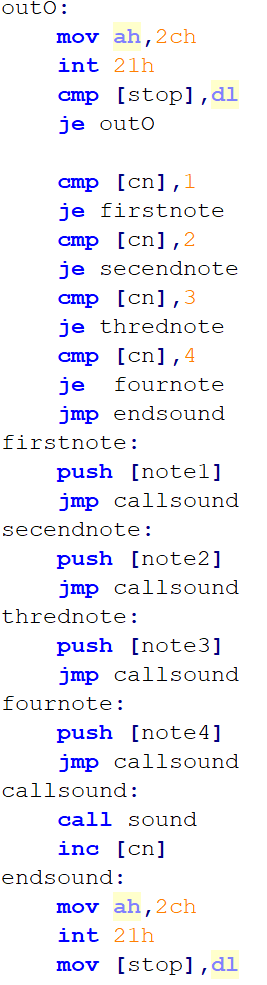 outO:
    mov ah,2ch
    int 21h
    cmp [stop],dl
    je outO

    cmp [cn],1
    je firstnote
    cmp [cn],2
    je secendnote
    cmp [cn],3
    je thrednote
    cmp [cn],4
    je  fournote
    jmp endsound
firstnote:
    push [note1]
    jmp callsound
secendnote:
    push [note2]
    jmp callsound
thrednote:
    push [note3]
    jmp callsound
fournote:
    push [note4]
    jmp callsound
callsound:
    call sound
    inc [cn]
endsound:
    mov ah,2ch
    int 21h
    mov [stop],dl